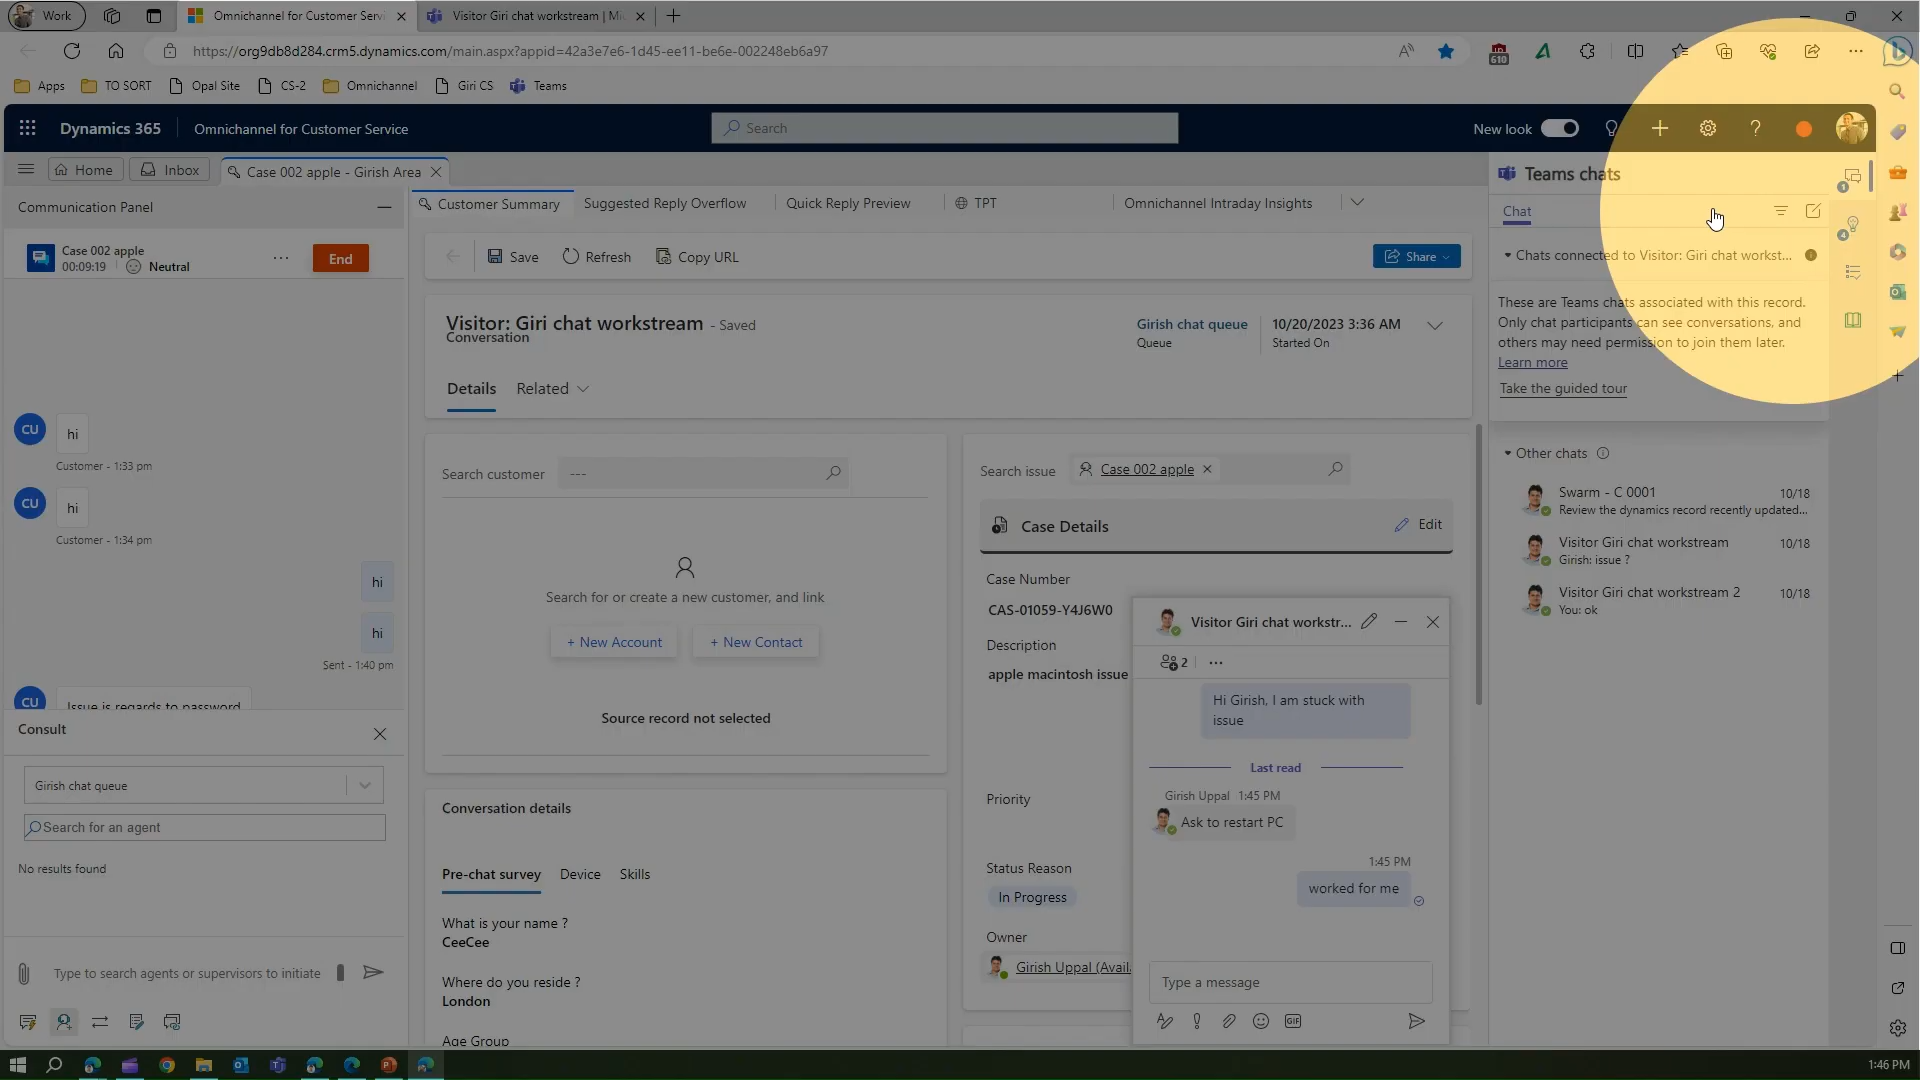 Work
Omnichannel for Customer Servi
Visitor Giri chat workstream | Mi
https://org9db8d284.crm5.dynamics.com/main.aspx?appid=42a3e7e6-1d45-ee11-be6e-002248eb6a97
610
Apps
TO SORT
Opal Site
CS-2
Omnichannel
Giri CS
Teams
Dynamics 365
Omnichannel for Customer Service
Search
New look
Home
Inbox
Case 002 apple - Girish Area
Communication Panel
Case 002 apple
00:09:19
Neutral
End
CU
hi
Customer - 1:33 pm
CU
hi
Customer - 1:34 pm
hi
hi
Sent - 1:40 pm
CU
Issue is regards to password
Consult
Girish chat queue
Search for an agent
No results found
Type to search agents or supervisors to initiate
Customer Summary
Suggested Reply Overflow
Quick Reply Preview
TPT
Omnichannel Intraday Insights
Save
Refresh
Copy URL
Share
Visitor: Giri chat workstream - Saved
Conversation
Girish chat queue
Queue
10/20/2023 3:36 AM
Started On
Details
Related
Search customer
---
Search for or create a new customer, and link
+ New Account
+ New Contact
Source record not selected
Conversation details
Pre-chat survey
Device
Skills
What is your name ?
CeeCee
Where do you reside ?
London
Age Group
Search issue
Case 002 apple
Case Details
Edit
Case Number
CAS-01059-Y4J6W0
Description
apple macintosh issue
Priority
Status Reason
In Progress
Owner
Girish Uppal (Avail
Visitor Giri chat workstr...
2
Hi Girish, I am stuck with
issue
Last read
Girish Uppal 1:45 PM
Ask to restart PC
1:45 PM
worked for me
Type a message
GIF
Teams chats
Chat
Chats connected to Visitor: Giri chat workst...
These are Teams chats associated with this record.
Only chat participants can see conversations, and
others may need permission to join them later.
Learn more
Take the guided tour
Other chats
Swarm - C 0001
10/18
Review the dynamics record recently updated...
Visitor Giri chat workstream
10/18
Girish: issue ?
Visitor Giri chat workstream 2
10/18
You: ok
1
4
1:46 PM